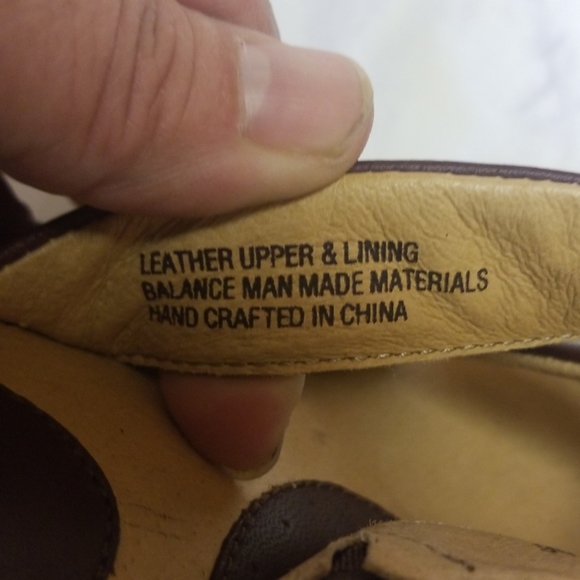 LEATHER UPPER & LINING
BALANCE MAN MADE MATERIALS
HAND CRAFTED IN CHINA